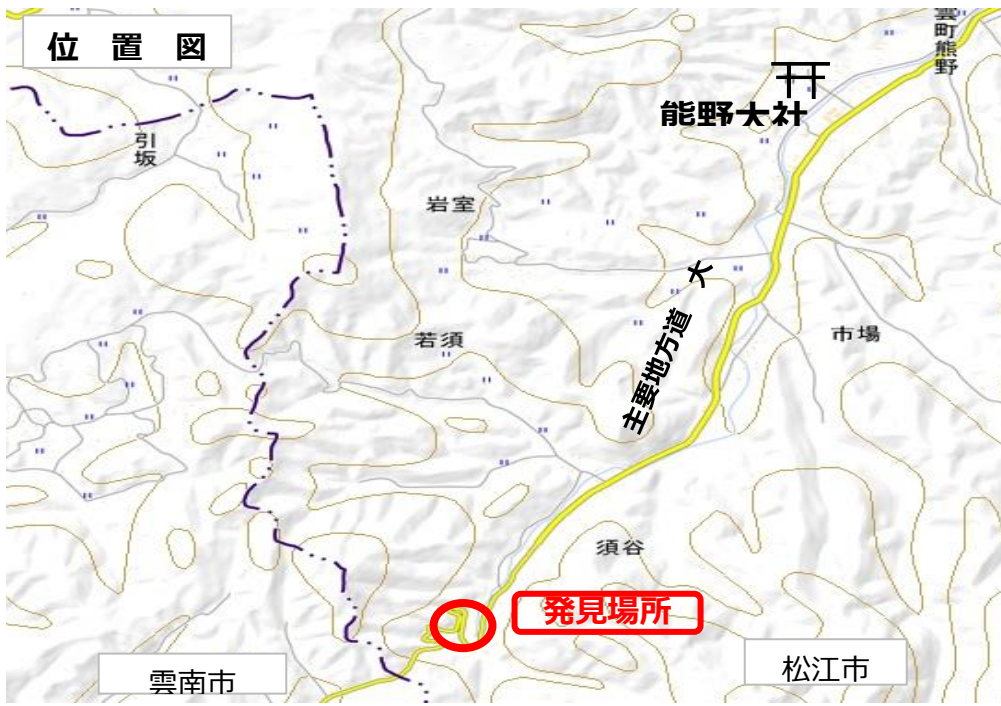 位 置 図
雲町熊野
熊野大社
引坂
岩室
主要地方道 大
若須
市場
須谷
発見場所
雲南市
松江市